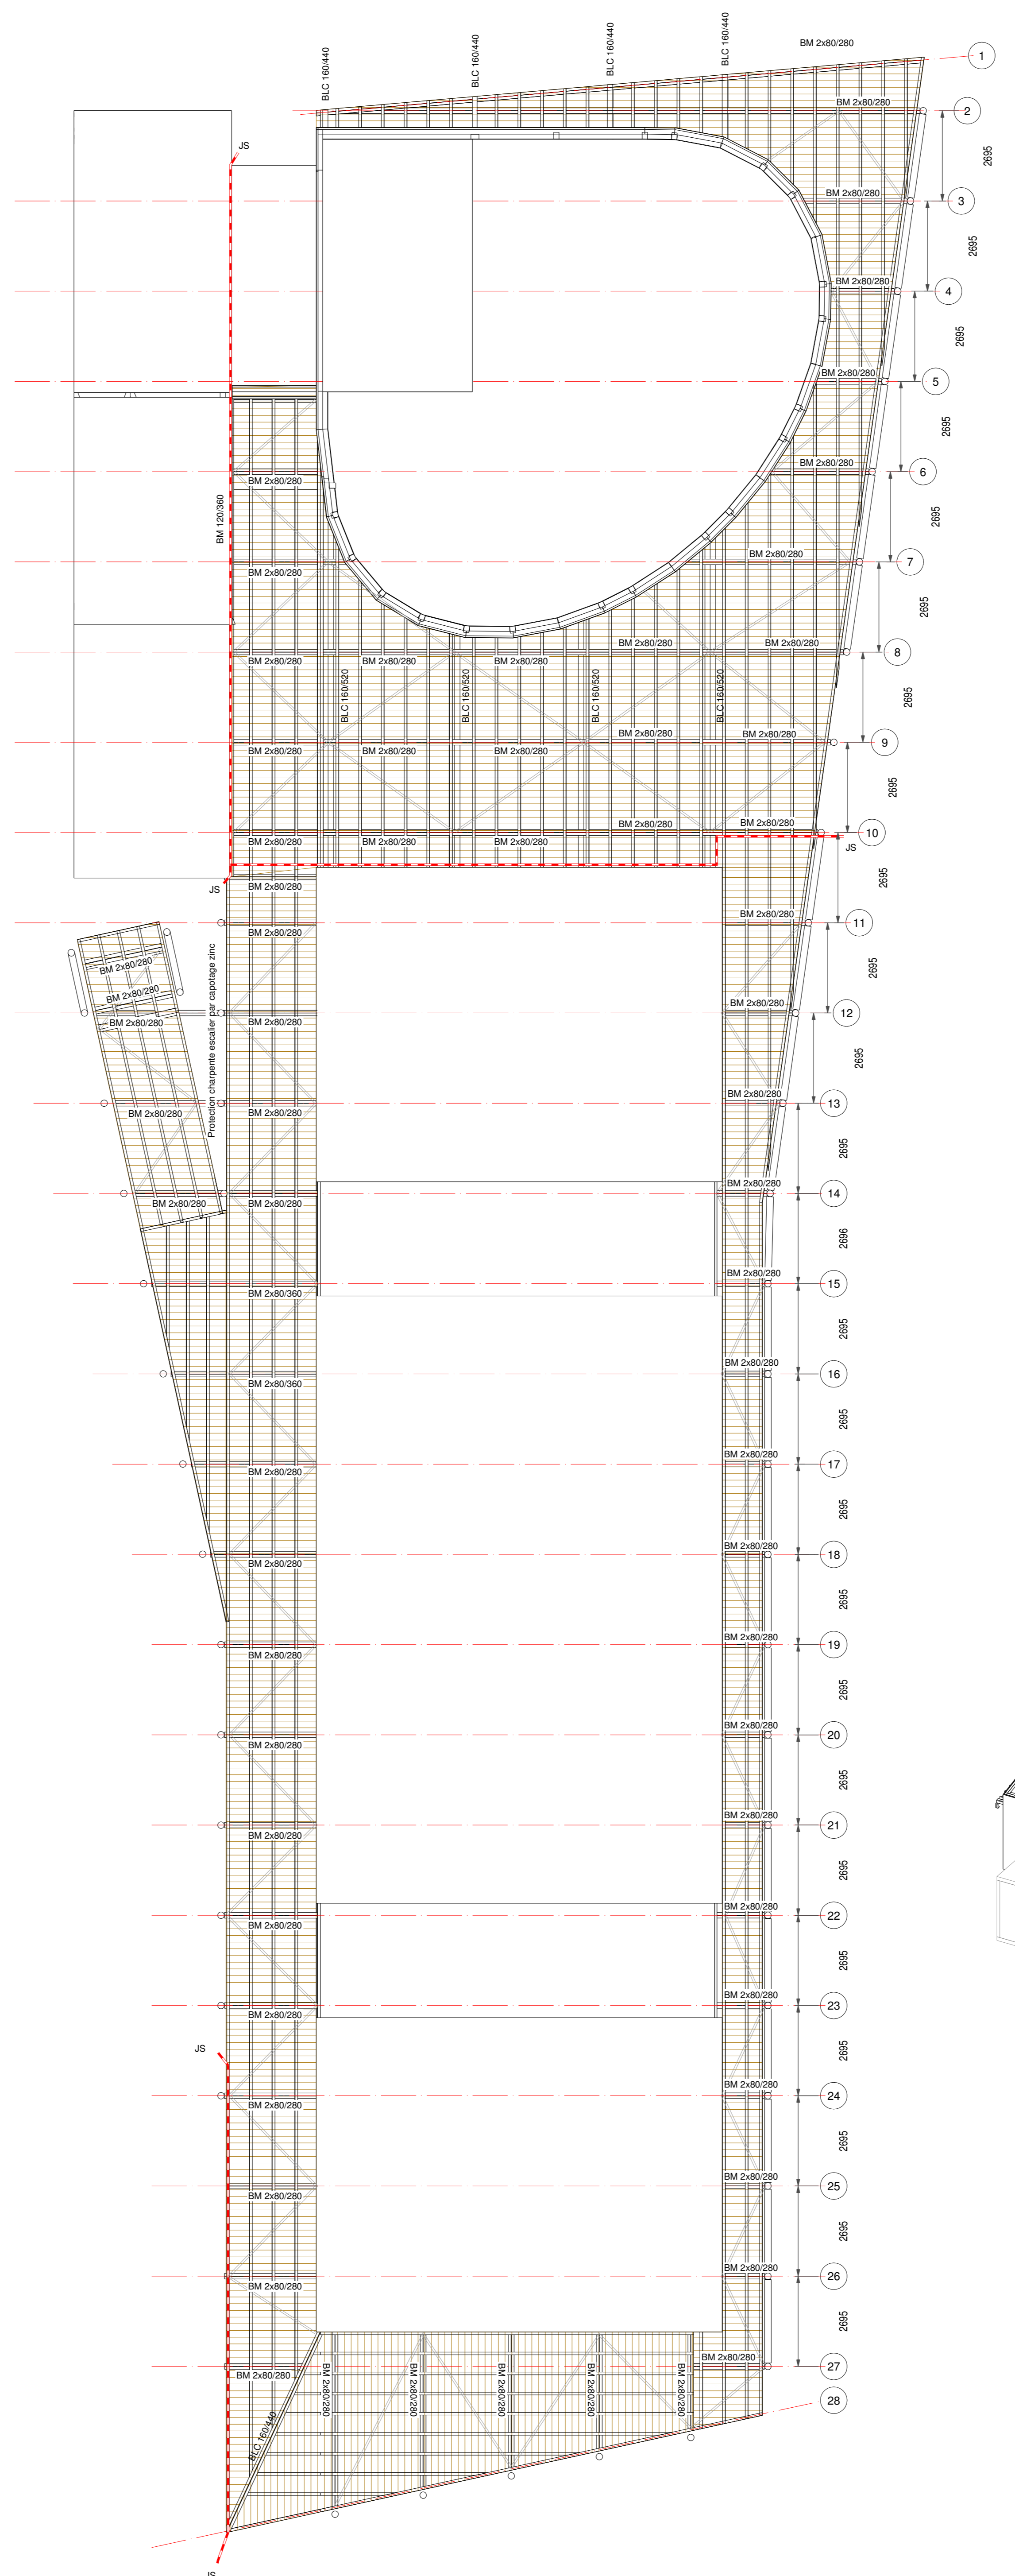 BLC 160/440
BLC 160/440
BLC 160/440
BLC 160/440
BM 2x80/280
1
BM 2x80/280
2
JS
2695
BM 2x80/280
3
2695
BM 2x80/280
4
2695
BM 2x80/280
5
2695
BM 2x80/280
BM 2x80/280
6
BM 120/360
2695
BM 2x80/280
BM 2x80/280
7
2695
BM 2x80/280
BM 2x80/280
BM 2x80/280
BM 2x80/280
BM 2x80/280
8
BLC 160/520
BLC 160/520
BLC 160/520
BLC 160/520
2695
BM 2x80/280
BM 2x80/280
BM 2x80/280
BM 2x80/280
BM 2x80/280
9
2695
BM 2x80/280
BM 2x80/280
BM 2x80/280
BM 2x80/280
BM 2x80/280
10
JS
JS
BM 2x80/280
2695
BM 2x80/280
BM 2x80/280
11
BM 2x80/280
BM 2x80/280
BM 2x80/280
Protection charpente escalier par capotage zinc
2695
BM 2x80/280
BM 2x80/280
12
2695
BM 2x80/280
BM 2x80/280
BM 2x80/280
13
2695
BM 2x80/280
BM 2x80/280
BM 2x80/280
14
2696
BM 2x80/360
BM 2x80/280
15
2695
BM 2x80/360
BM 2x80/280
16
2695
BM 2x80/280
BM 2x80/280
17
2695
BM 2x80/280
BM 2x80/280
18
2695
BM 2x80/280
BM 2x80/280
19
2695
BM 2x80/280
BM 2x80/280
20
2695
BM 2x80/280
BM 2x80/280
21
2695
BM 2x80/280
BM 2x80/280
22
2695
BM 2x80/280
BM 2x80/280
23
JS
2695
BM 2x80/280
BM 2x80/280
24
2695
BM 2x80/280
BM 2x80/280
25
2695
BM 2x80/280
BM 2x80/280
26
2695
BM 2x80/280
BM 2x80/280
27
BM 2x80/280
BM 2x80/280
BM 2x80/280
BM 2x80/280
BM 2x80/280
28
BLC 160/440
JS